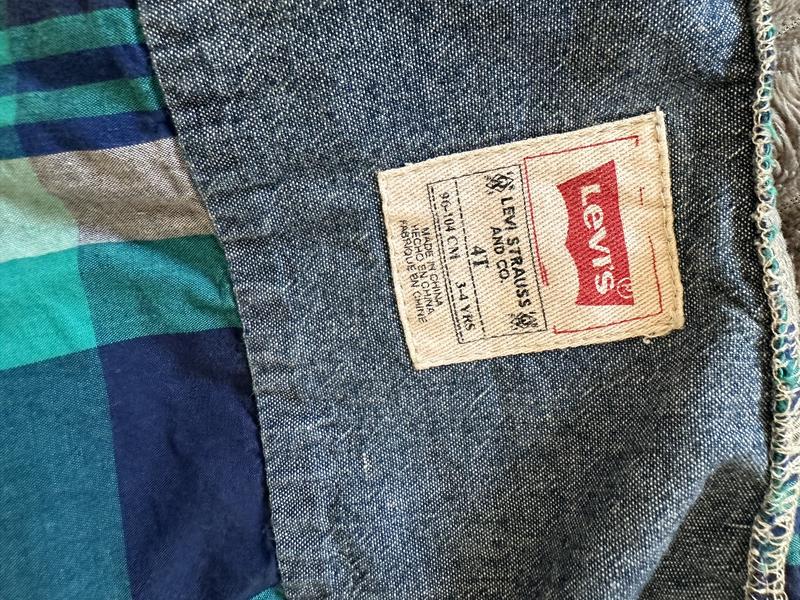 LEVI'S ®
LEVI STRAUSS
AND CO.
4T
96-104 CM 3-4 YRS
MADE IN CHINA
HECHO EN CHINA
FABRIQUE EN CHINE